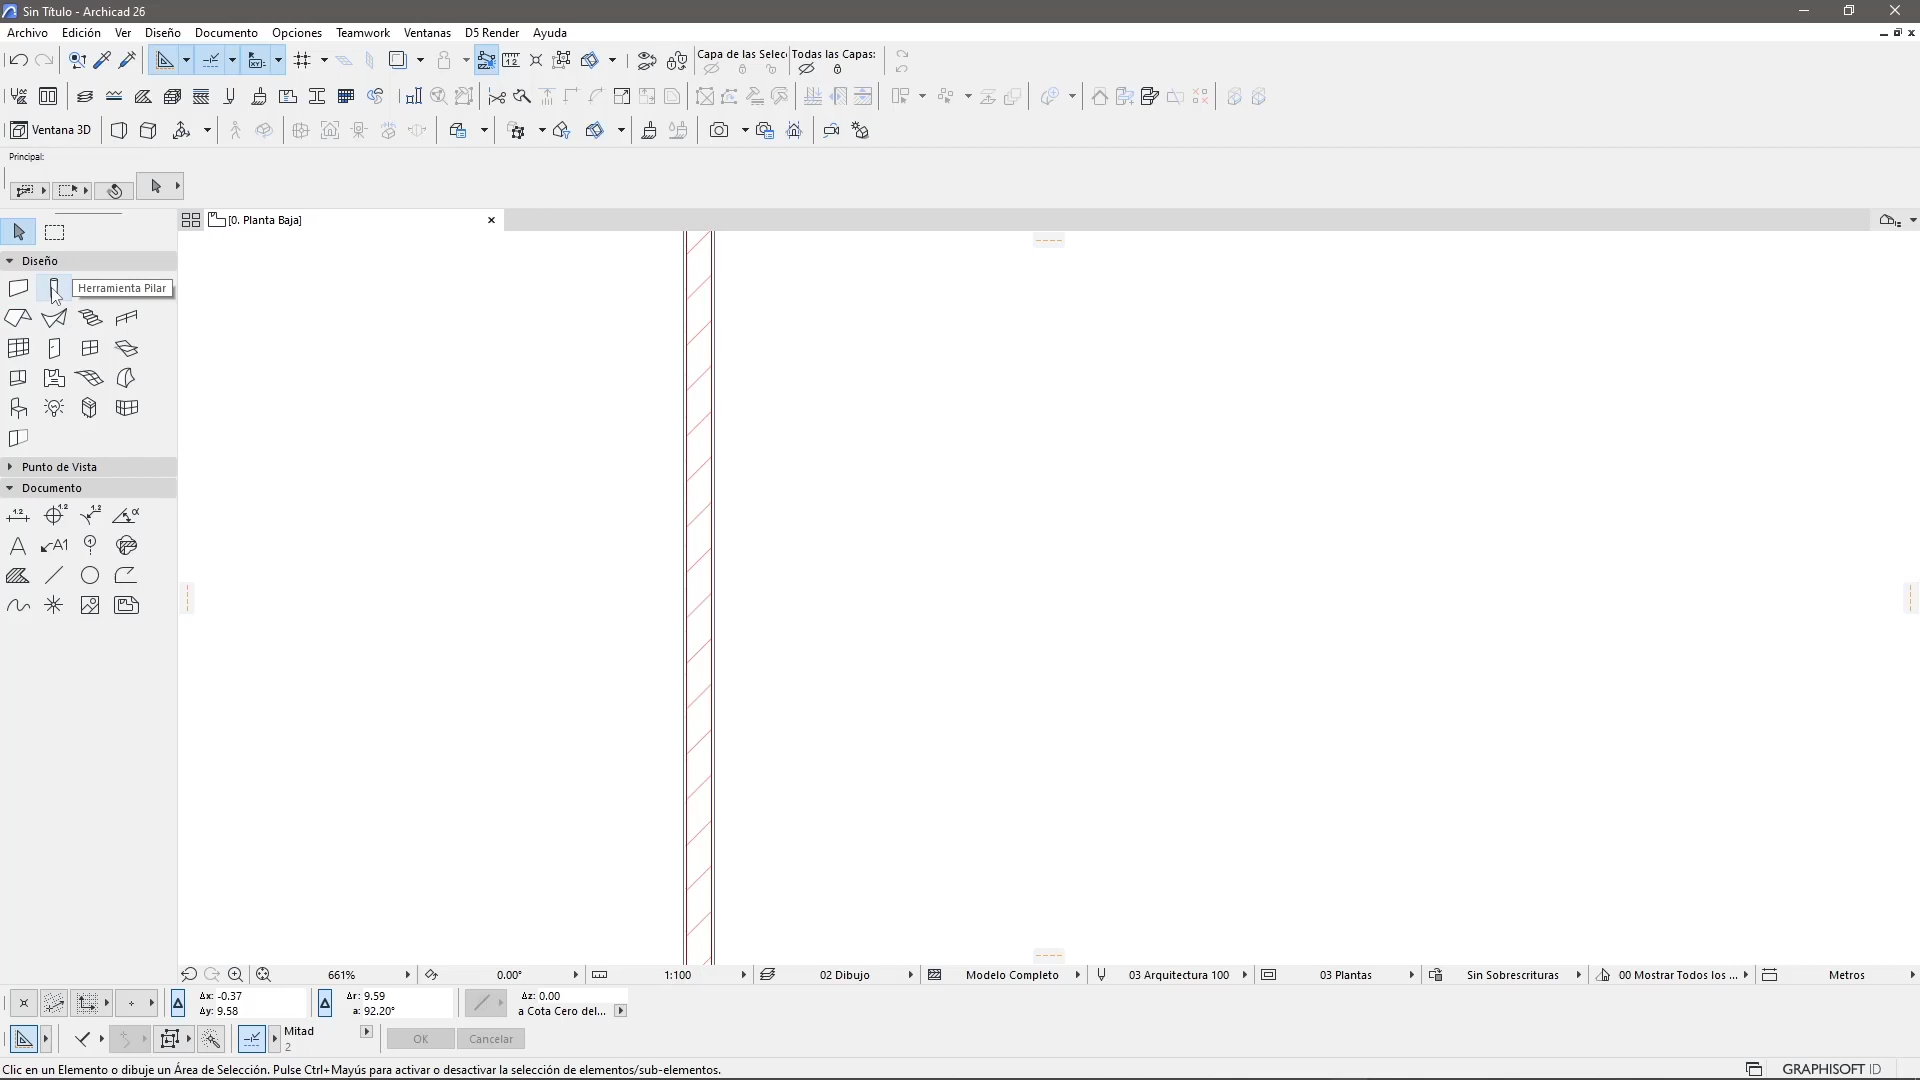 Sin Título - Archicad 26
Archivo Edición Ver Diseño Documento Opciones Teamwork Ventanas D5 Render Ayuda
Capa de las Selec Todas las Capas:
Ventana 3D
Principal:
[0. Planta Baja]
Diseño
Herramienta Pilar
Punto de Vista
Documento
661% 0.00° 1:100 02 Dibujo Modelo Completo 03 Arquitectura 100 03 Plantas Sin Sobrescrituras 00 Mostrar Todos los ... Metros
Δx: -0.37 Δr: 9.59 Δz: 0.00
Δy: 9.58 a: 92.20° a Cota Cero del...
Mitad
2
OK Cancelar
Clic en un Elemento o dibuje un Área de Selección. Pulse Ctrl+Mayús para activar o desactivar la selección de elementos/sub-elementos.
GRAPHISOFT ID